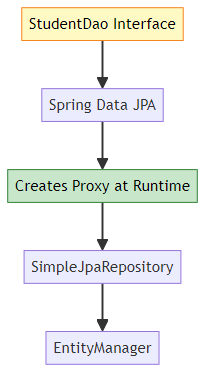 StudentDao Interface
Spring Data JPA
Creates Proxy at Runtime
SimpleJpaRepository
EntityManager